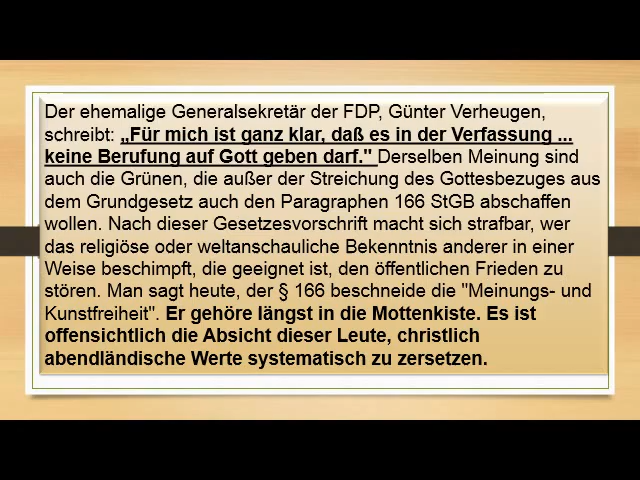 Der ehemalige Generalsekretär der FDP, Günter Verheugen,
schreibt: „Für mich ist ganz klar, daß es in der Verfassung ...
keine Berufung auf Gott geben darf." Derselben Meinung sind
auch die Grünen, die außer der Streichung des Gottesbezuges aus
dem Grundgesetz auch den Paragraphen 166 StGB abschaffen
wollen. Nach dieser Gesetzesvorschrift macht sich strafbar, wer
das religiöse oder weltanschauliche Bekenntnis anderer in einer
Weise beschimpft, die geeignet ist, den öffentlichen Frieden zu
stören. Man sagt heute, der § 166 beschneide die "Meinungs- und
Kunstfreiheit". Er gehöre längst in die Mottenkiste. Es ist
offensichtlich die Absicht dieser Leute, christlich
abendländische Werte systematisch zu zersetzen.